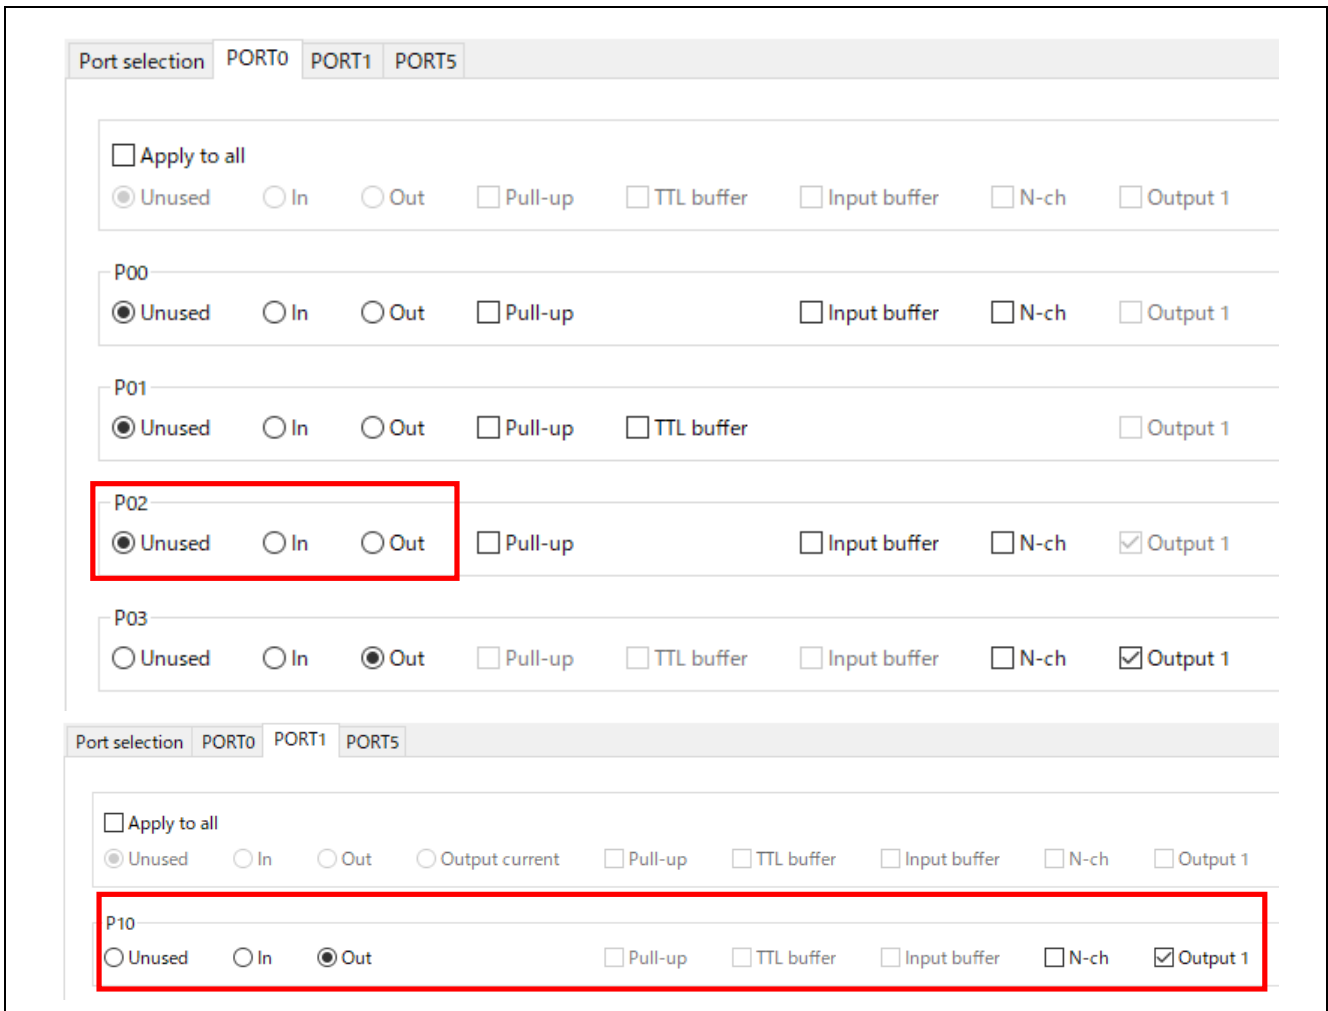 Port selection PORT0 PORT1 PORT5
Apply to all
Unused In Out Pull-up TTL buffer Input buffer N-ch Output 1
P00
Unused In Out Pull-up Input buffer N-ch Output 1
P01
Unused In Out Pull-up TTL buffer Output 1
P02
Unused In Out Pull-up Input buffer N-ch Output 1
P03
Unused In Out Pull-up TTL buffer Input buffer N-ch Output 1
Port selection PORT0 PORT1 PORT5
Apply to all
Unused In Out Output current Pull-up TTL buffer Input buffer N-ch Output 1
P10
Unused In Out Pull-up TTL buffer Input buffer N-ch Output 1